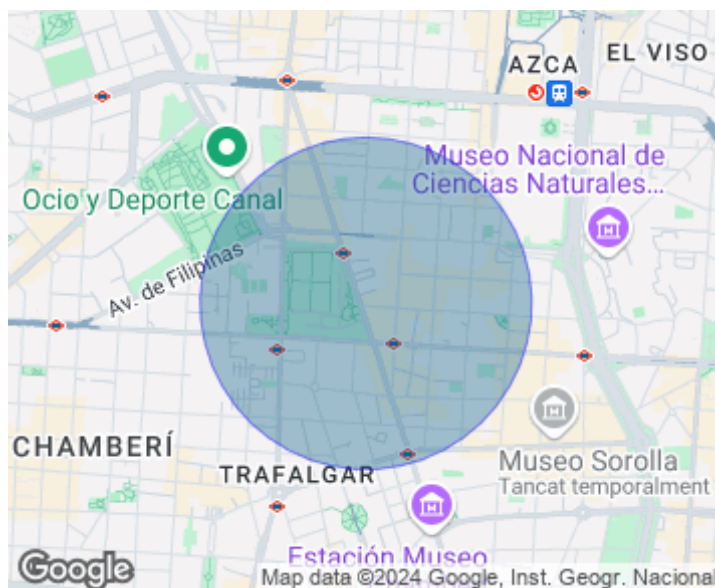 EL VISO
AZCA
Museo Nacional de
Ciencias Naturales...
Ocio y Deporte Canal
Av. de Filipinas
CHAMBERÍ
TRAFALGAR
Museo Sorolla
Tancat temporalment
Estación Museo
Google
Map data ©2024 Google, Inst. Geogr. Nacional